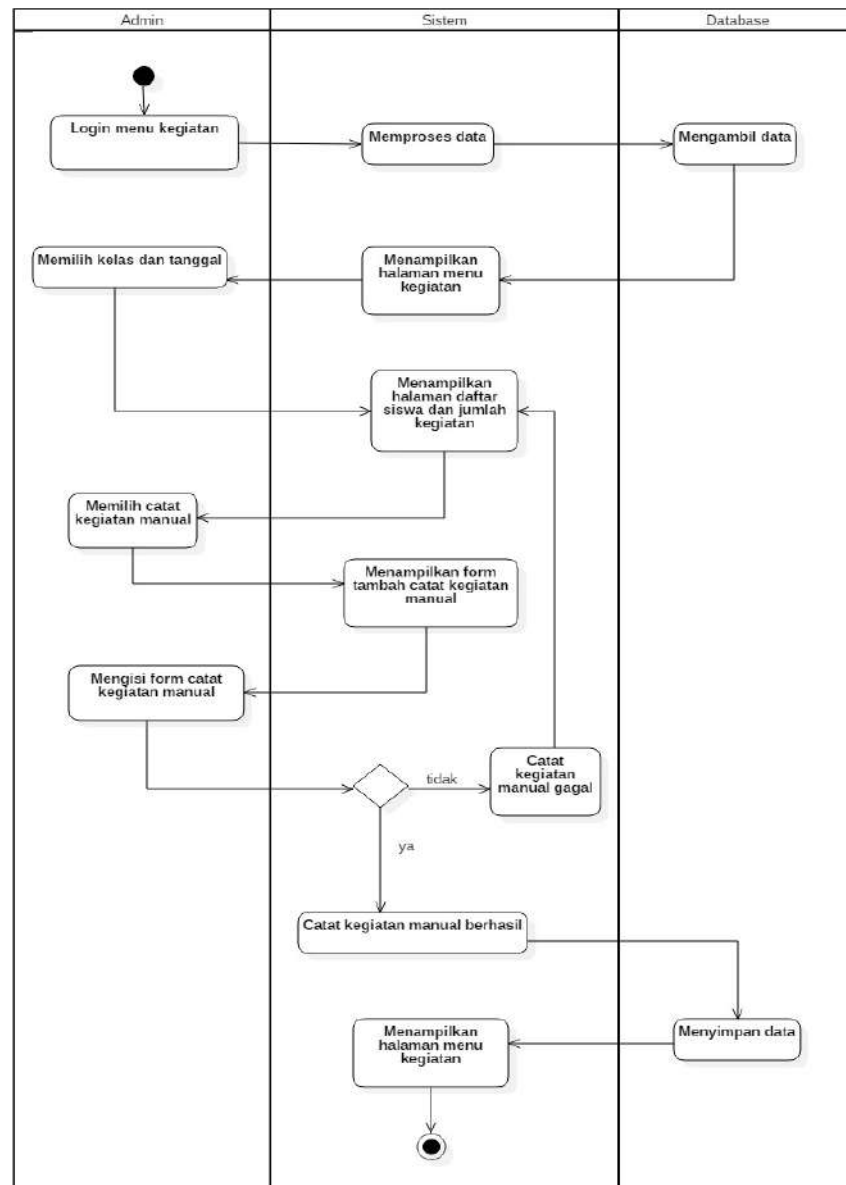 Admin
Sistem
Database
Login menu kegiatan
Memproses data
Mengambil data
Memilih kelas dan tanggal
Menampilkan
halaman menu
kegiatan
Menampilkan
halaman daftar
siswa dan jumlah
kegiatan
Memilih catat
kegiatan manual
Menampilkan form
tambah catat kegiatan
manual
Mengisi form catat
kegiatan manual
tidak
Catat
kegiatan
manual gagal
ya
Catat kegiatan manual berhasil
Menyimpan data
Menampilkan
halaman menu
kegiatan